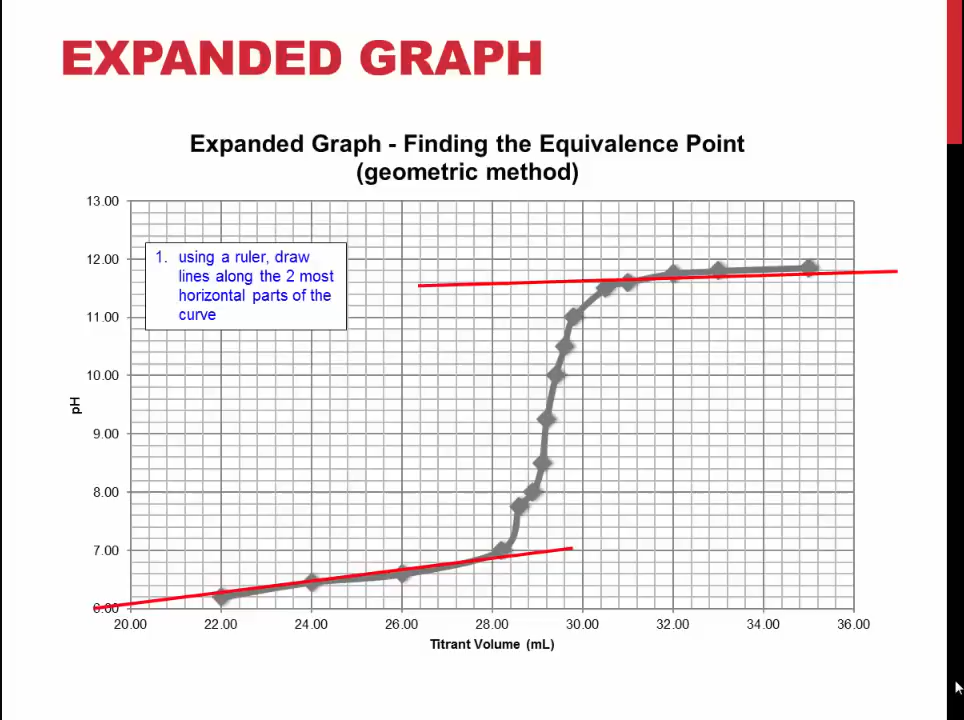 EXPANDED GRAPH
Expanded Graph - Finding the Equivalence Point
(geometric method)
13.00
12.00
11.00
10.00
9.00
8.00
7.00
6.00
pH
1. using a ruler, draw
lines along the 2 most
horizontal parts of the
curve
20.00 22.00 24.00 26.00 28.00 30.00 32.00 34.00 36.00
Titrant Volume (mL)